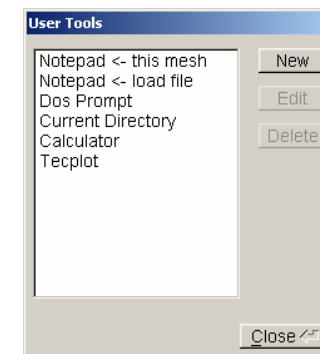 User Tools
Notepad <- this mesh
Notepad <- load file
Dos Prompt
Current Directory
Calculator
Tecplot
New
Edit
Delete
Close